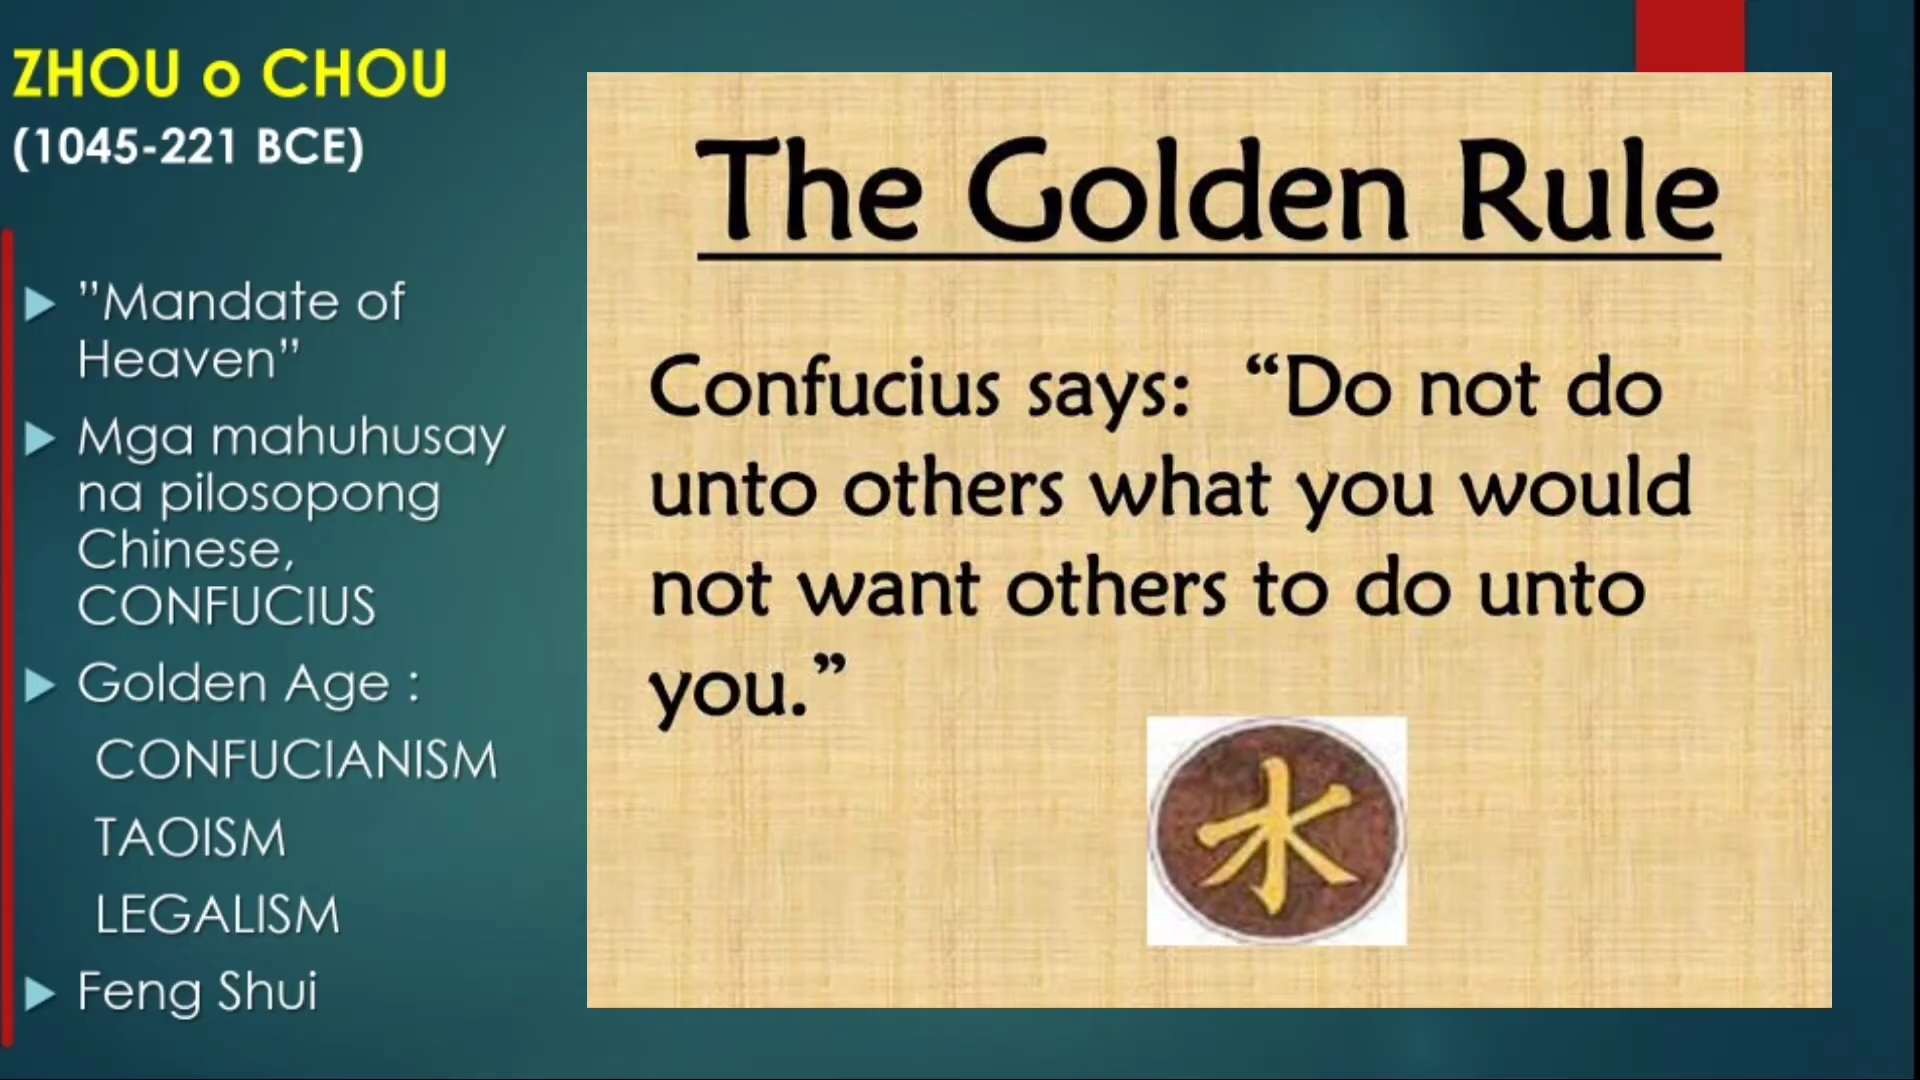 ZHOU o CHOU
(1045-221 BCE)
”Mandate of
Heaven”
Mga mahuhusay
na pilosopong
Chinese,
CONFUCIUS
Golden Age :
CONFUCIANISM
TAOISM
LEGALISM
Feng Shui
The Golden Rule
Confucius says: “Do not do
unto others what you would
not want others to do unto
you.”
水